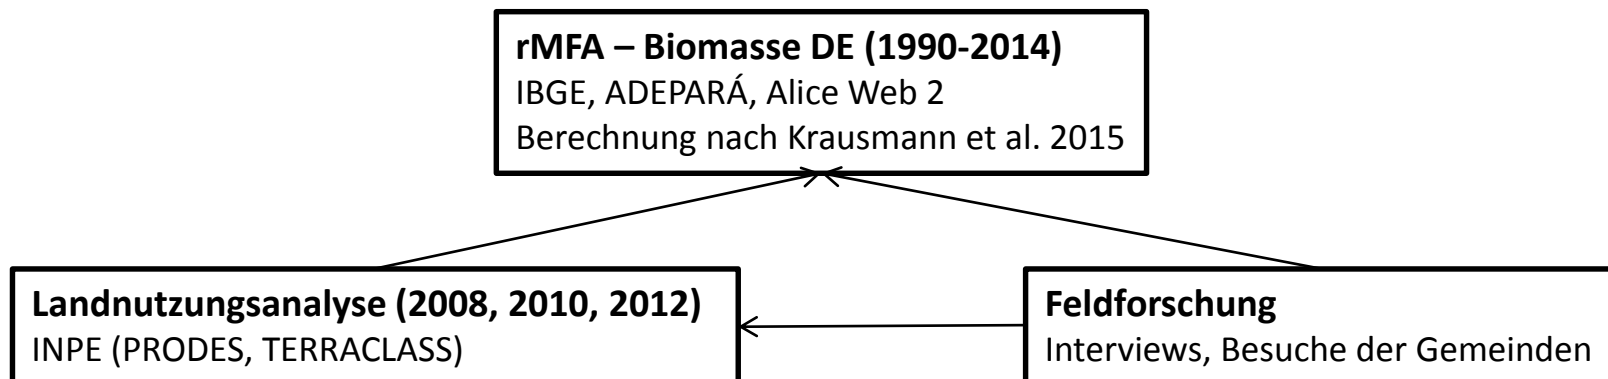 rMFA – Biomasse DE (1990-2014)
IBGE, ADEPARÁ, Alice Web 2
Berechnung nach Krausmann et al. 2015
Landnutzungsanalyse (2008, 2010, 2012)
INPE (PRODES, TERRACLASS)
Feldforschung
Interviews, Besuche der Gemeinden